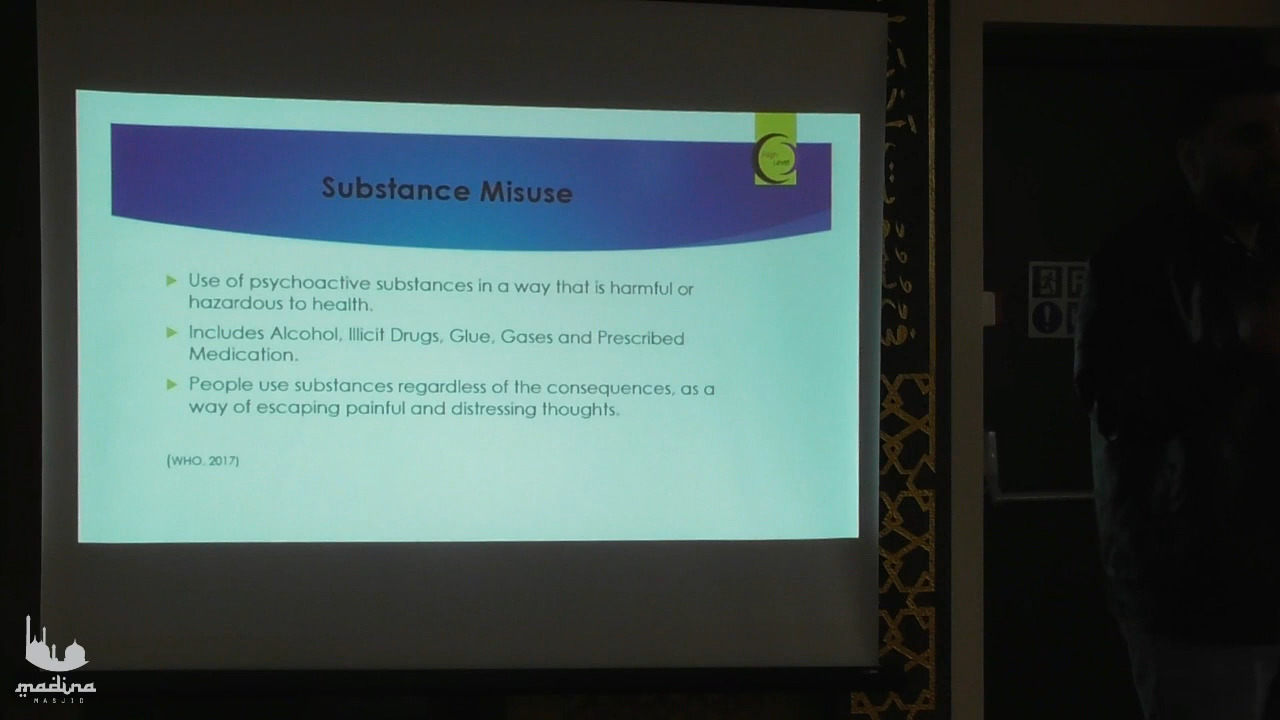 Substance Misuse
Use of psychoactive substances in a way that is harmful or
hazardous to health.
Includes Alcohol, Illicit Drugs, Glue, Gases and Prescribed
Medication.
People use substances regardless of the consequences, as a
way of escaping painful and distressing thoughts.
(WHO, 2017)
madina
MASJID